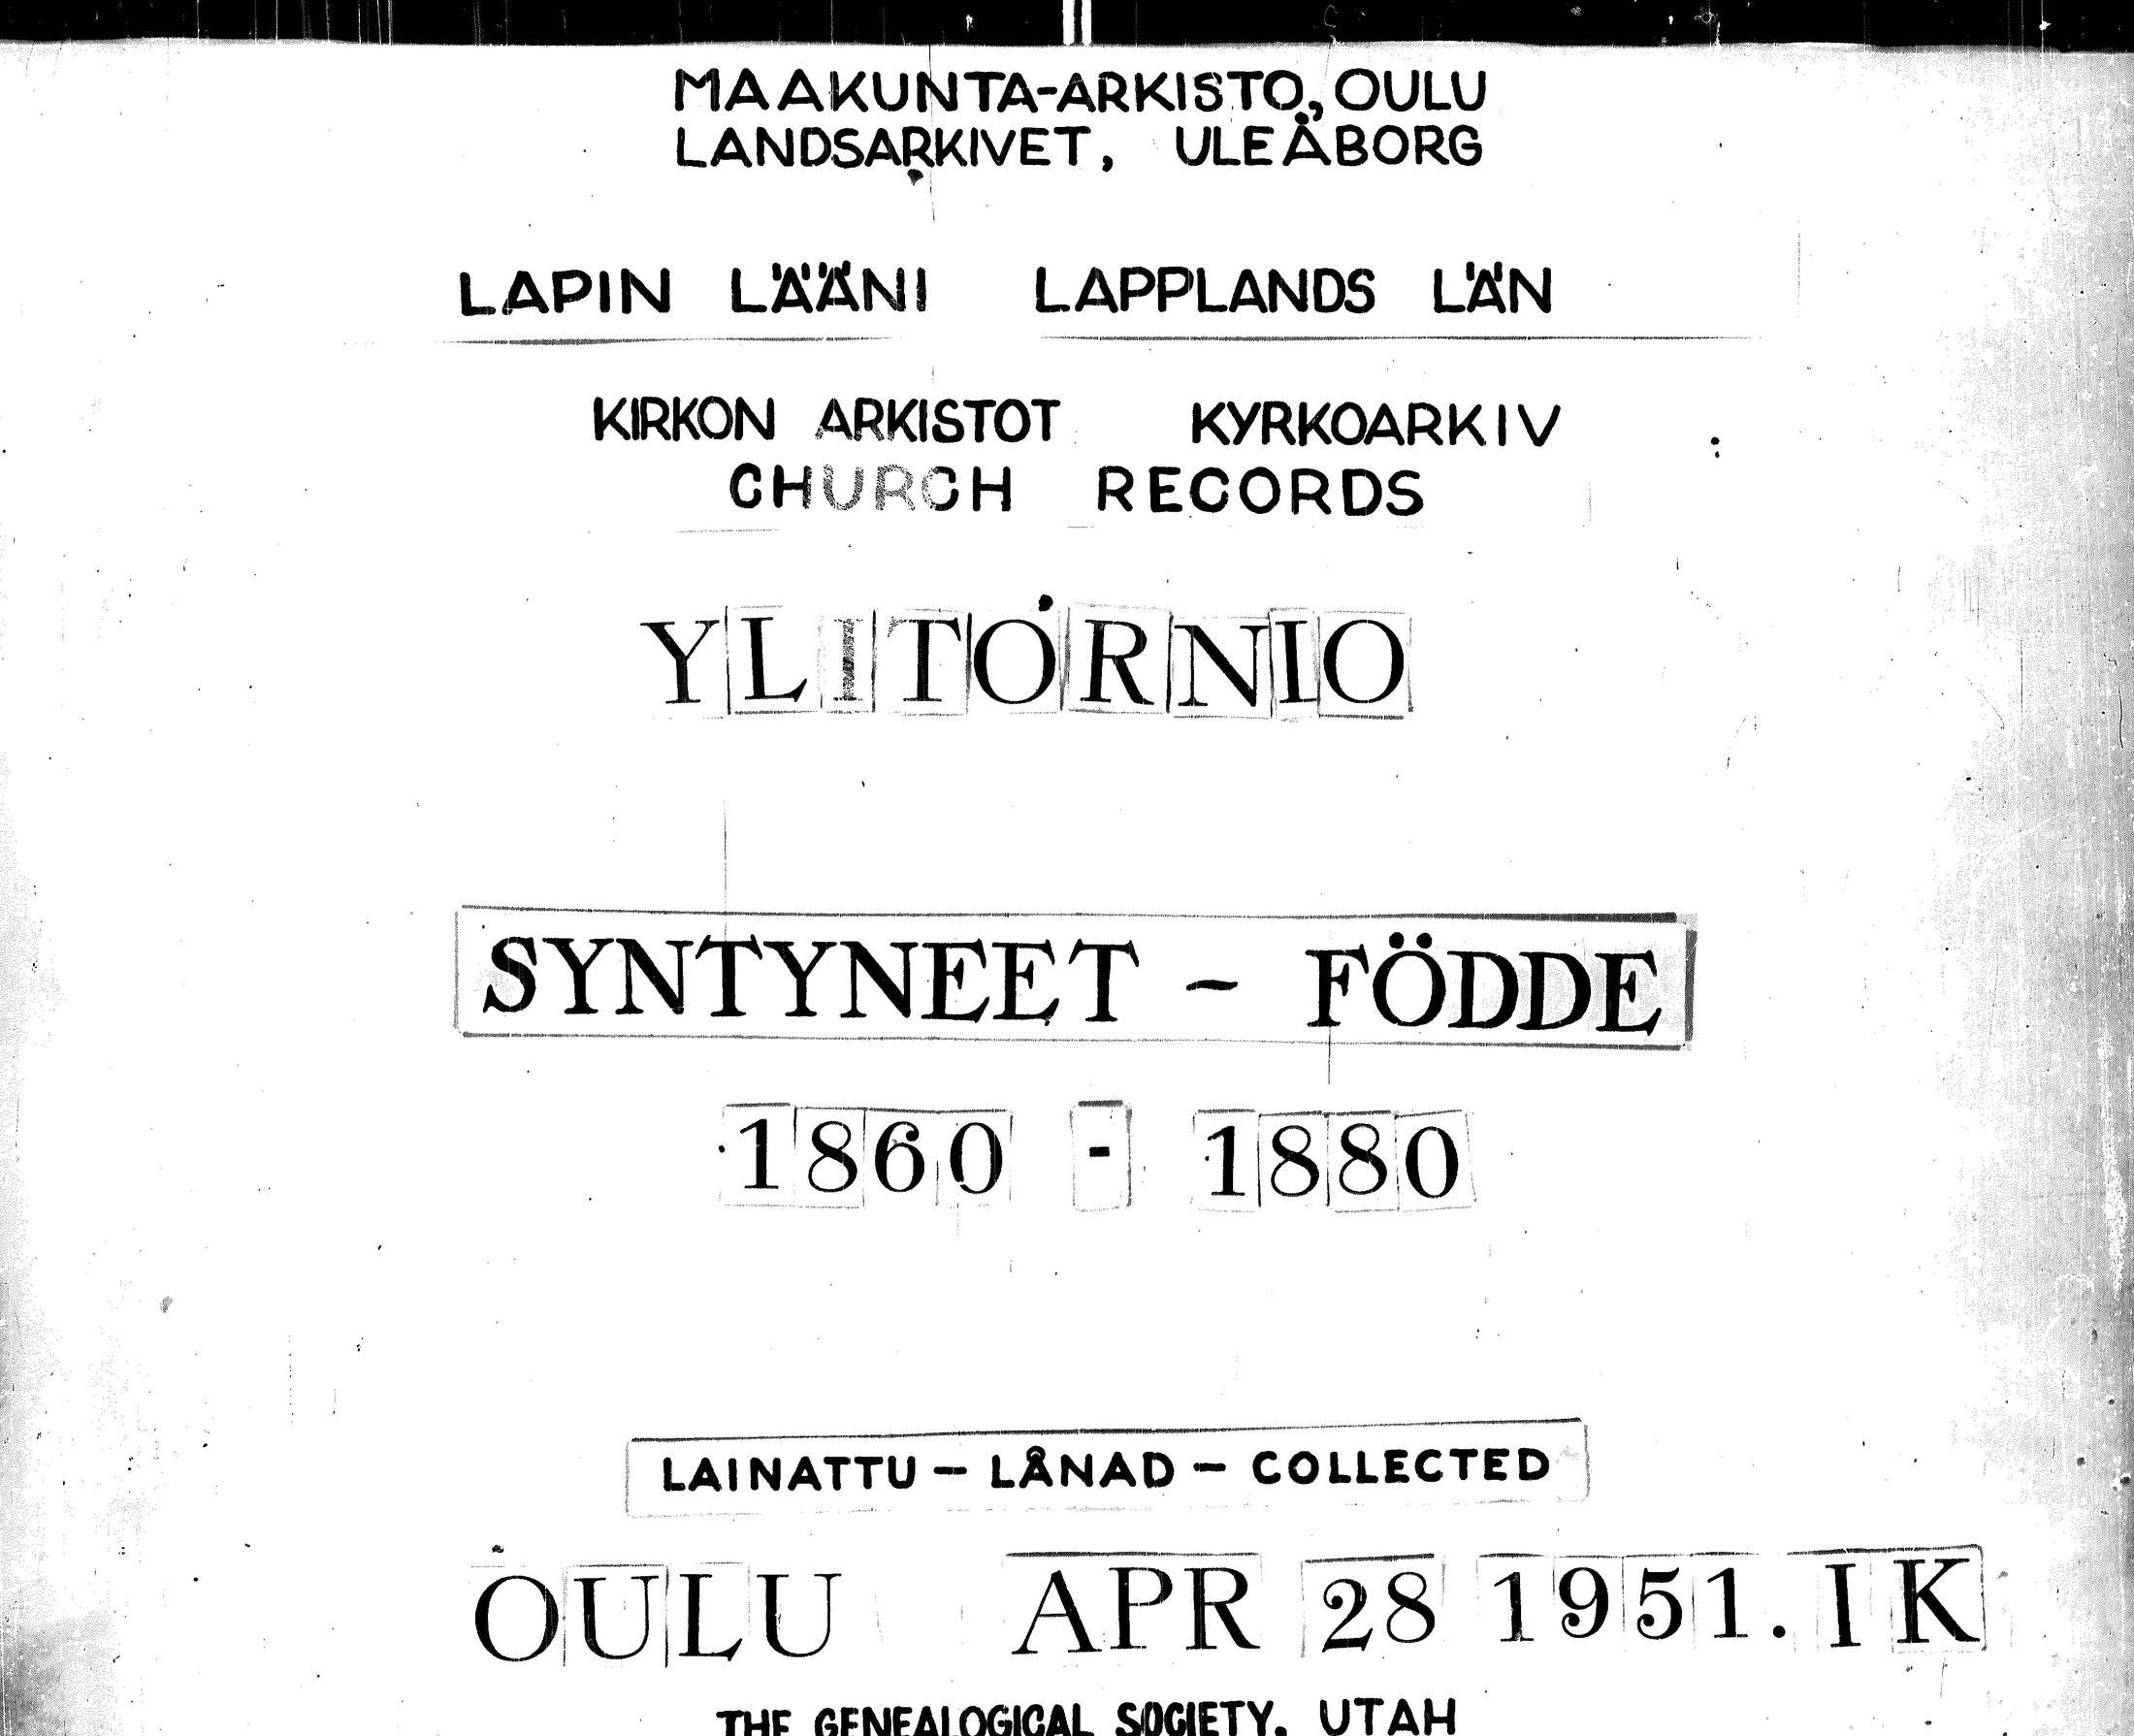 MAAKUNTA-ARKISTO, OULU
LANDSARKIVET, ULEÅBORG
LAPIN LÄÄNI LAPPLANDS LÄN
KIRKON ARKISTOT KYRKOARKIV
CHURCH RECORDS
YLITORNIO
SYNTYNEET - FÖDDE
1860 - 1880
LAINATTU - LÅNAD - COLLECTED
OULU APR 28 1951. I K
THE GENEALOGICAL SOCIETY, UTAH